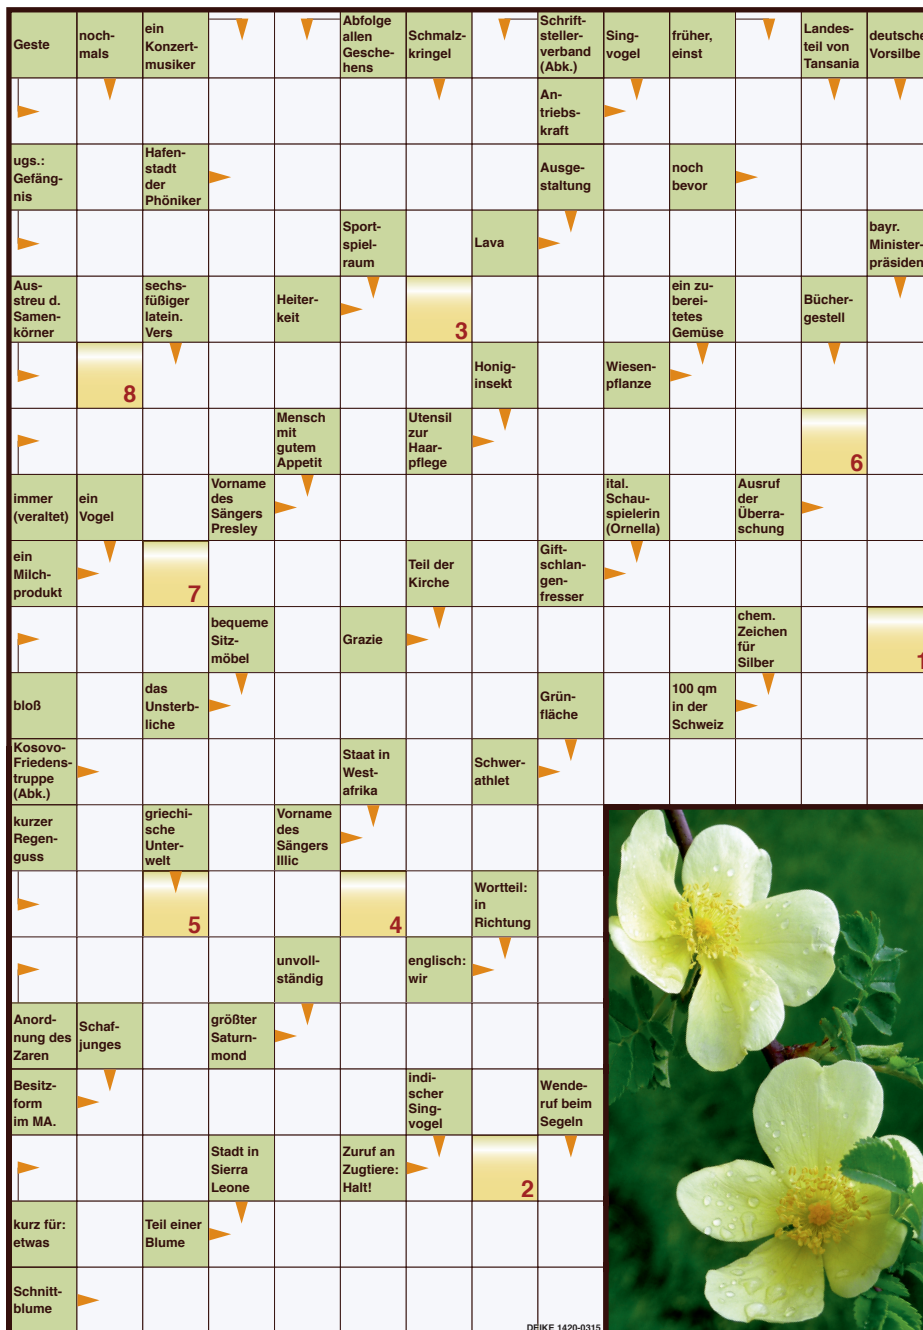 Geste
noch-
mals
ein
Konzert-
musiker
Abfolge
allen
Gesche-
hens
Schmalz-
kringel
Schrift-
steller-
verband
(Abk.)
Sing-
vogel
früher,
einst
Landes-
teil von
Tansania
deutsche
Vorsilbe
An-
triebs-
kraft
ugs.:
Gefäng-
nis
Hafen-
stadt
der
Phöniker
Ausge-
staltung
noch
bevor
Sport-
spiel-
raum
Lava
bayr.
Minister-
präsiden
Aus-
streu d.
Samen-
körner
sechs-
füßiger
latein.
Vers
Heiter-
keit
3
ein zu-
berei-
tetes
Gemüse
Bücher-
gestell
8
Honig-
insekt
Wiesen-
pflanze
Mensch
mit
gutem
Appetit
Utensil
zur
Haar-
pflege
6
immer
(veraltet)
ein
Vogel
Vorname
des
Sängers
Presley
ital.
Schau-
spielerin
(Ornella)
Ausruf
der
Überra-
schung
ein
Milch-
produkt
7
Teil der
Kirche
Gift-
schlan-
gen-
fresser
bequeme
Sitz-
möbel
Grazie
chem.
Zeichen
für
Silber
1
bloß
das
Unsterb-
liche
Grün-
fläche
100 qm
in der
Schweiz
Kosovo-
Friedens-
truppe
(Abk.)
Staat in
West-
afrika
Schwer-
athlet
kurzer
Regen-
guss
griechi-
sche
Unter-
welt
Vorname
des
Sängers
Illic
5
4
Wortteil:
in
Richtung
unvoll-
ständig
englisch:
wir
Anord-
nung des
Zaren
Schaf-
junges
größter
Saturn-
mond
Besitz-
form
im MA.
indi-
scher
Sing-
vogel
Wende-
ruf beim
Segeln
Stadt in
Sierra
Leone
Zuruf an
Zugtiere:
Halt!
2
kurz für:
etwas
Teil einer
Blume
Schnitt-
blume
DEIKE 1420-0315